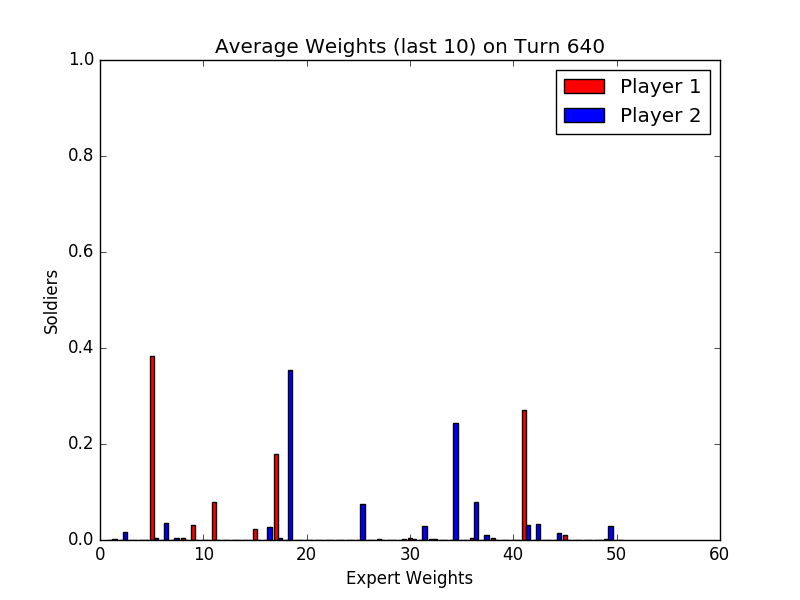 Average Weights (last 10) on Turn 640
1.0
0.8
0.6
0.4
0.2
0.0
Soldiers
Player 1
Player 2
0 10 20 30 40 50 60
Expert Weights